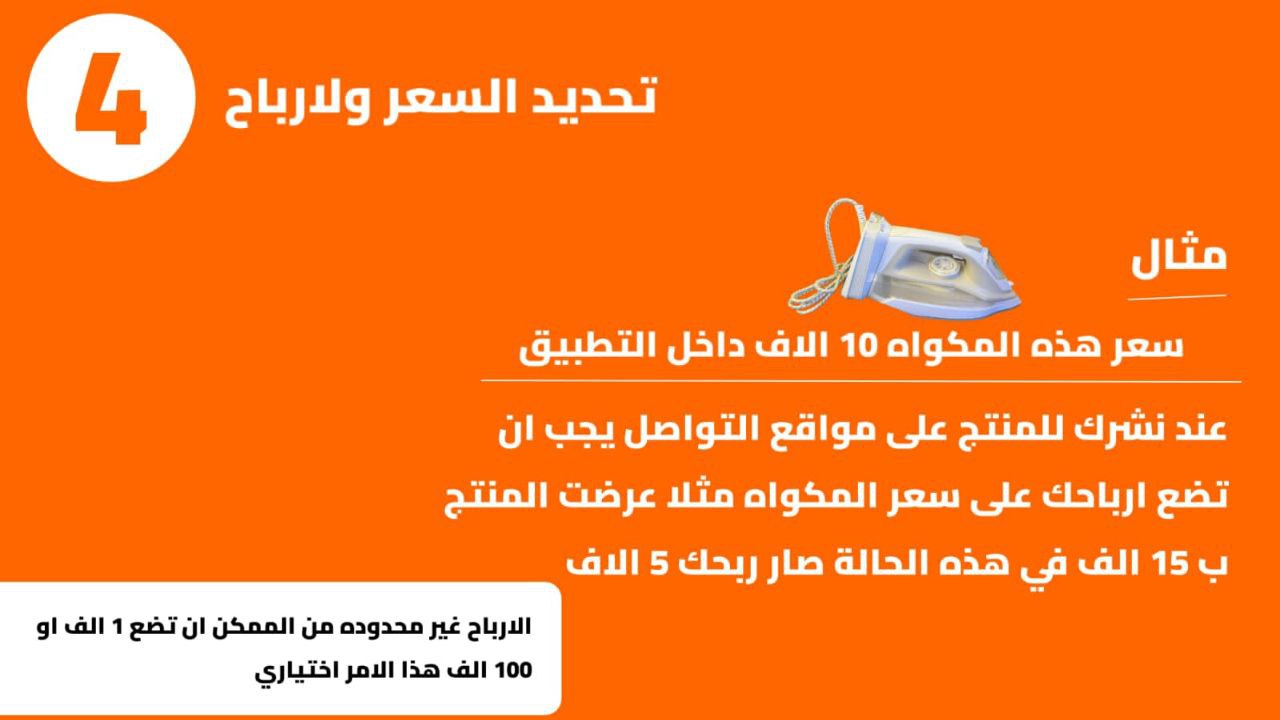 4
تحديد السعر ولارباح
مثال
سعر هذه المكواه 10 الاف داخل التطبيق
عند نشرك للمنتج على مواقع التواصل يجب ان
تضع ارباحك على سعر المكواه مثلا عرضت المنتج
ب 15 الف في هذه الحالة صار ربحك 5 الاف
الارباح غير محدوده من الممكن ان تضع 1 الف او
100 الف هذا الامر اختياري